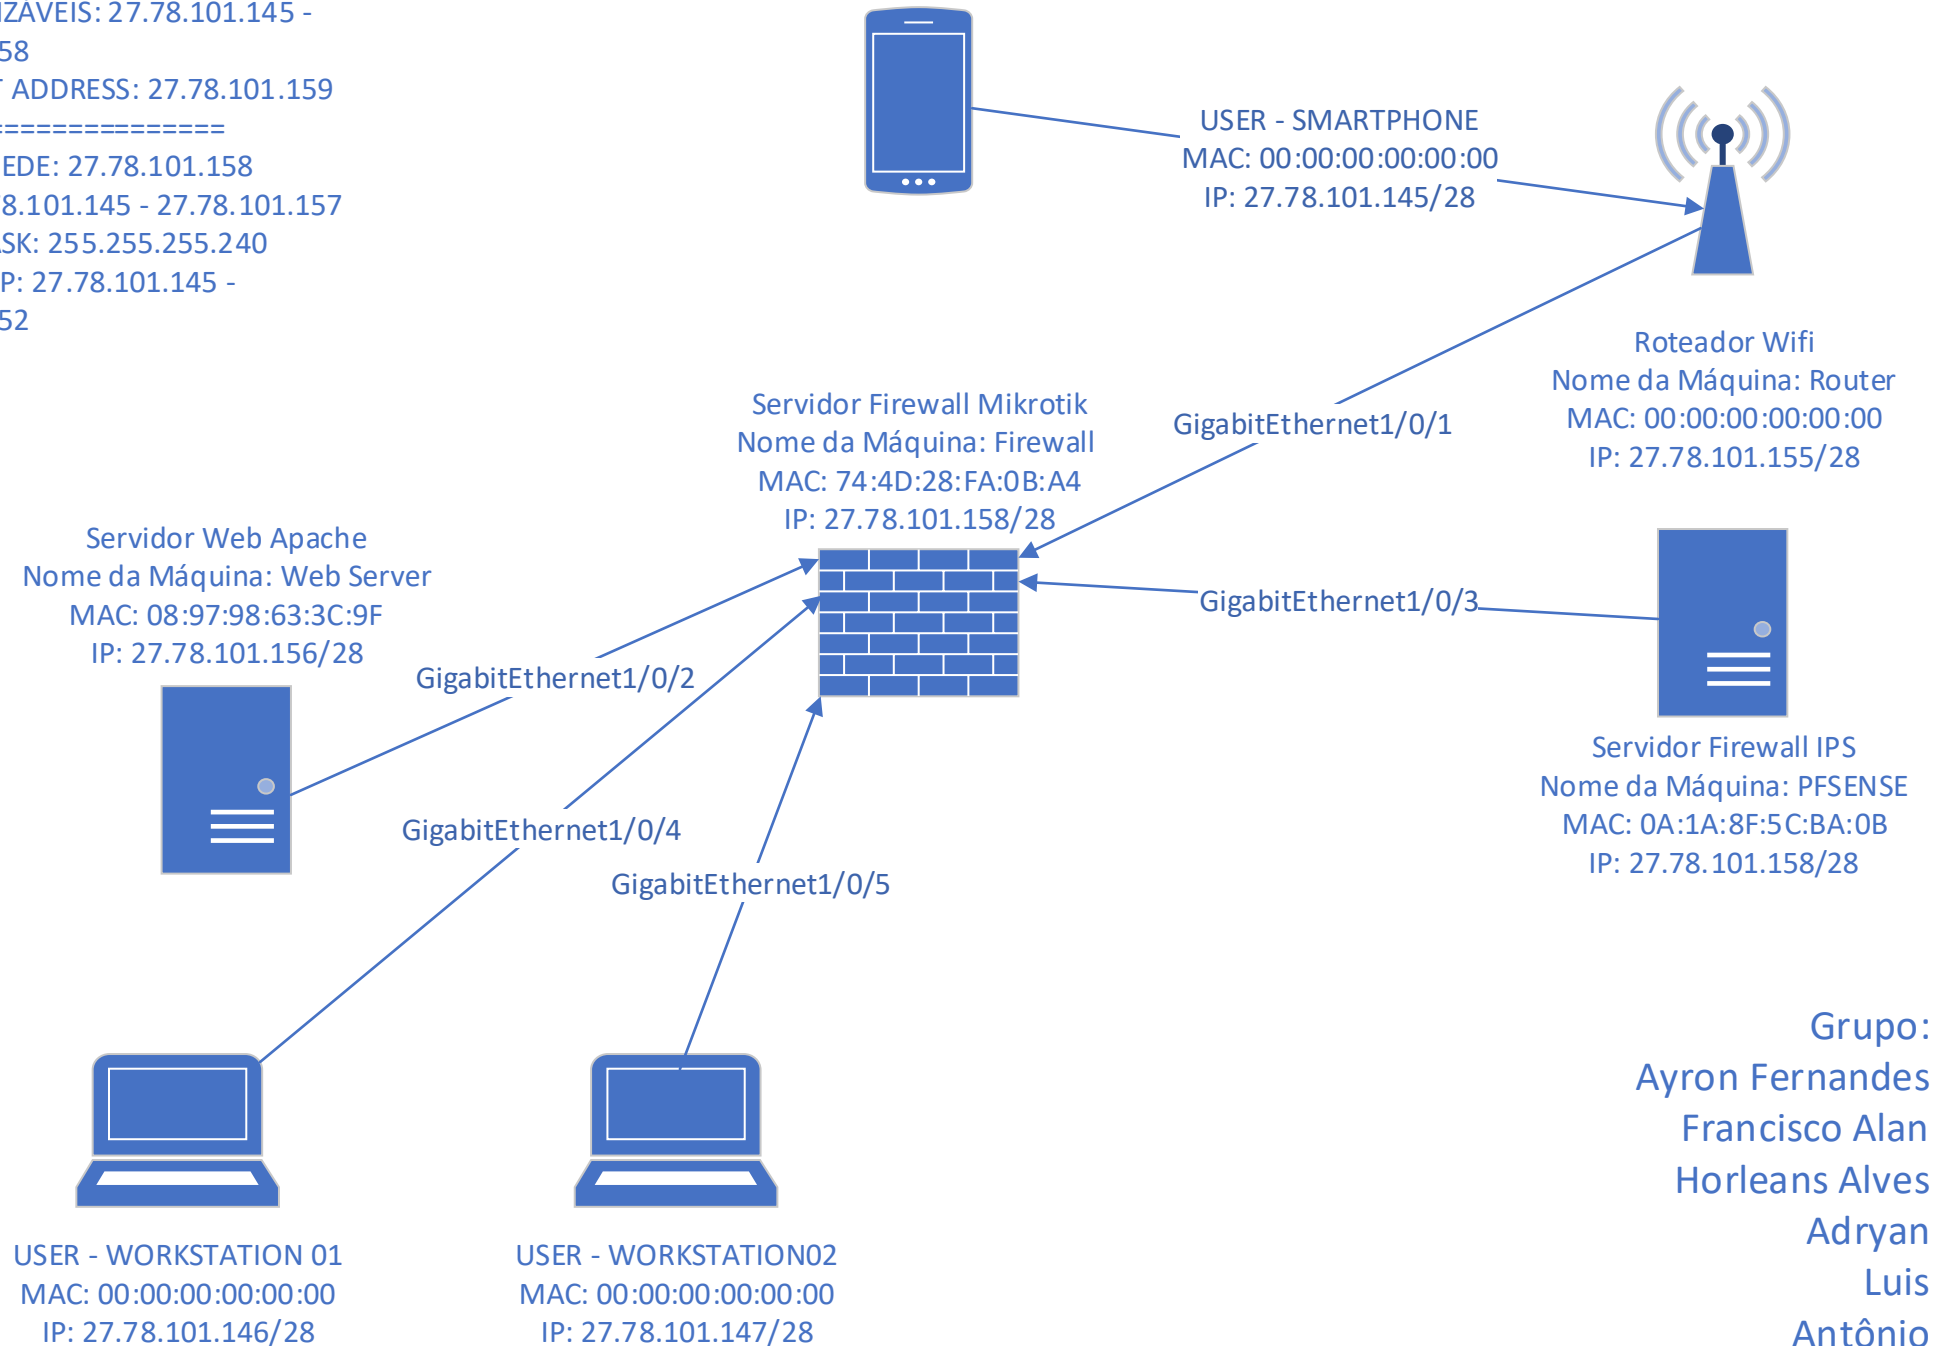 IZÁVEIS: 27.78.101.145 -
58
T ADDRESS: 27.78.101.159
===============
EDE: 27.78.101.158
78.101.145 - 27.78.101.157
ASK: 255.255.255.240
P: 27.78.101.145 -
52
USER - SMARTPHONE
MAC: 00:00:00:00:00:00
IP: 27.78.101.145/28
Roteador Wifi
Nome da Máquina: Router
MAC: 00:00:00:00:00:00
IP: 27.78.101.155/28
Servidor Firewall Mikrotik
Nome da Máquina: Firewall
MAC: 74:4D:28:FA:0B:A4
IP: 27.78.101.158/28
GigabitEthernet1/0/1
Servidor Web Apache
Nome da Máquina: Web Server
MAC: 08:97:98:63:3C:9F
IP: 27.78.101.156/28
GigabitEthernet1/0/3
GigabitEthernet1/0/2
GigabitEthernet1/0/4
GigabitEthernet1/0/5
Servidor Firewall IPS
Nome da Máquina: PFSENSE
MAC: 0A:1A:8F:5C:BA:0B
IP: 27.78.101.158/28
USER - WORKSTATION 01
MAC: 00:00:00:00:00:00
IP: 27.78.101.146/28
USER - WORKSTATION02
MAC: 00:00:00:00:00:00
IP: 27.78.101.147/28
Grupo:
Ayron Fernandes
Francisco Alan
Horleans Alves
Adryan
Luis
Antônio